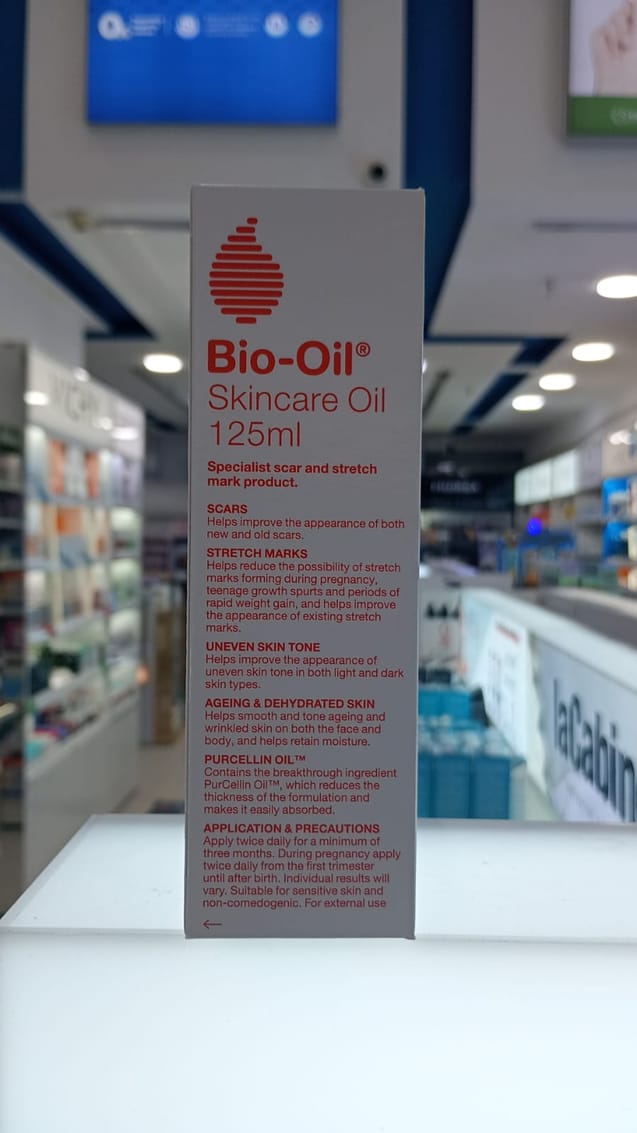 Bio-Oil®
Skincare Oil
125ml
Specialist scar and stretch
mark product.
SCARS
Helps improve the appearance of both
new and old scars.
STRETCH MARKS
Helps reduce the possibility of stretch
marks forming during pregnancy,
teenage growth spurts and periods of
rapid weight gain, and helps improve
the appearance of existing stretch
marks.
UNEVEN SKIN TONE
Helps improve the appearance of
uneven skin tone in both light and dark
skin types.
AGEING & DEHYDRATED SKIN
Helps smooth and tone ageing and
wrinkled skin on both the face and
body, and helps retain moisture.
PURCELLIN OIL™
Contains the breakthrough ingredient
PurCellin Oil™, which reduces the
thickness of the formulation and
makes it easily absorbed.
APPLICATION & PRECAUTIONS
Apply twice daily for a minimum of
three months. During pregnancy apply
twice daily from the first trimester
until after birth. Individual results will
vary. Suitable for sensitive skin and
non-comedogenic. For external use
laCabin